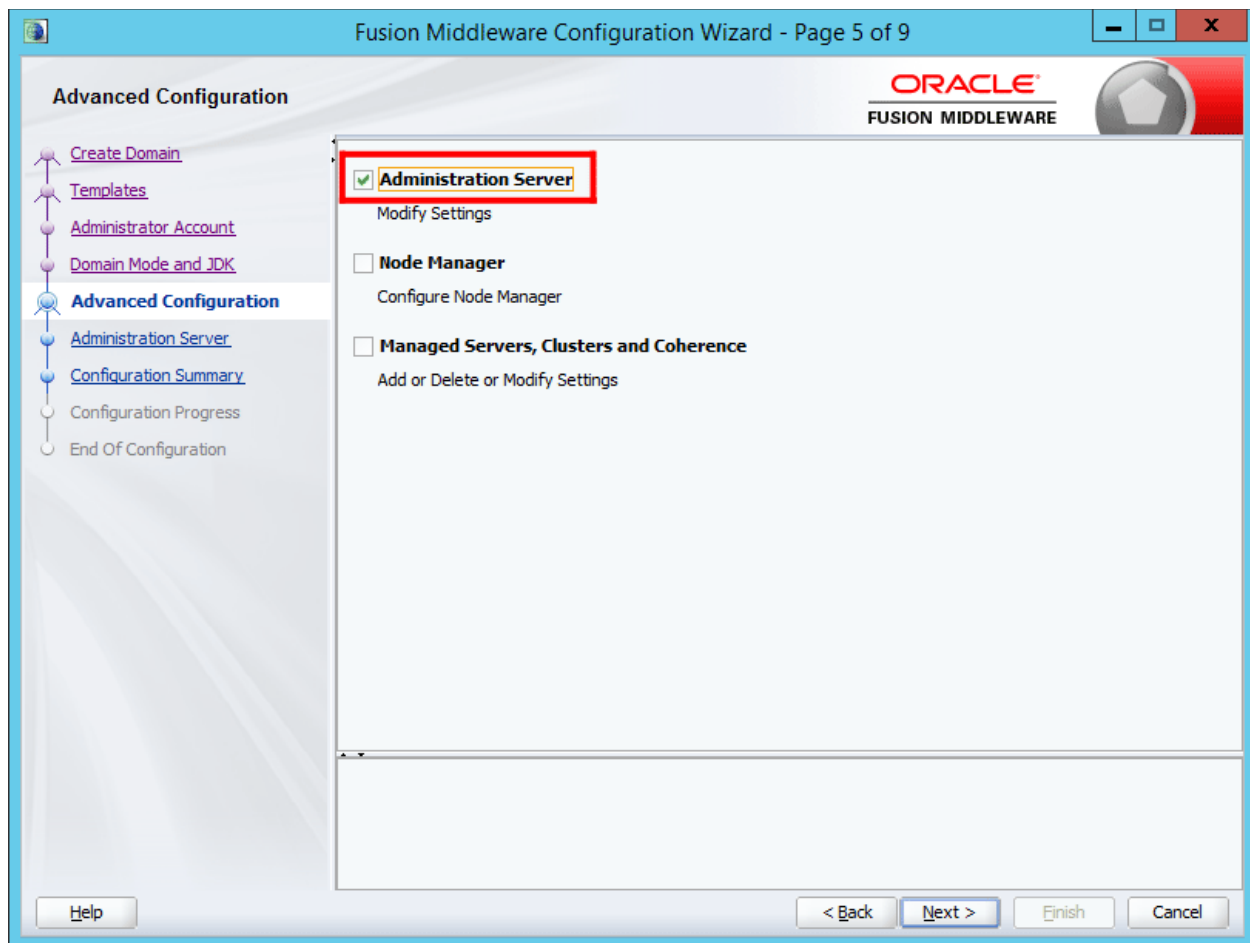 Fusion Middleware Configuration Wizard - Page 5 of 9
X
Advanced Configuration
ORACLE
FUSION MIDDLEWARE
Create Domain
Templates
Administrator Account
Domain Mode and JDK
Advanced Configuration
Administration Server
Configuration Summary
Configuration Progress
End Of Configuration
Administration Server
Modify Settings
Node Manager
Configure Node Manager
Managed Servers, Clusters and Coherence
Add or Delete or Modify Settings
Help
< Back
Next >
Finish
Cancel